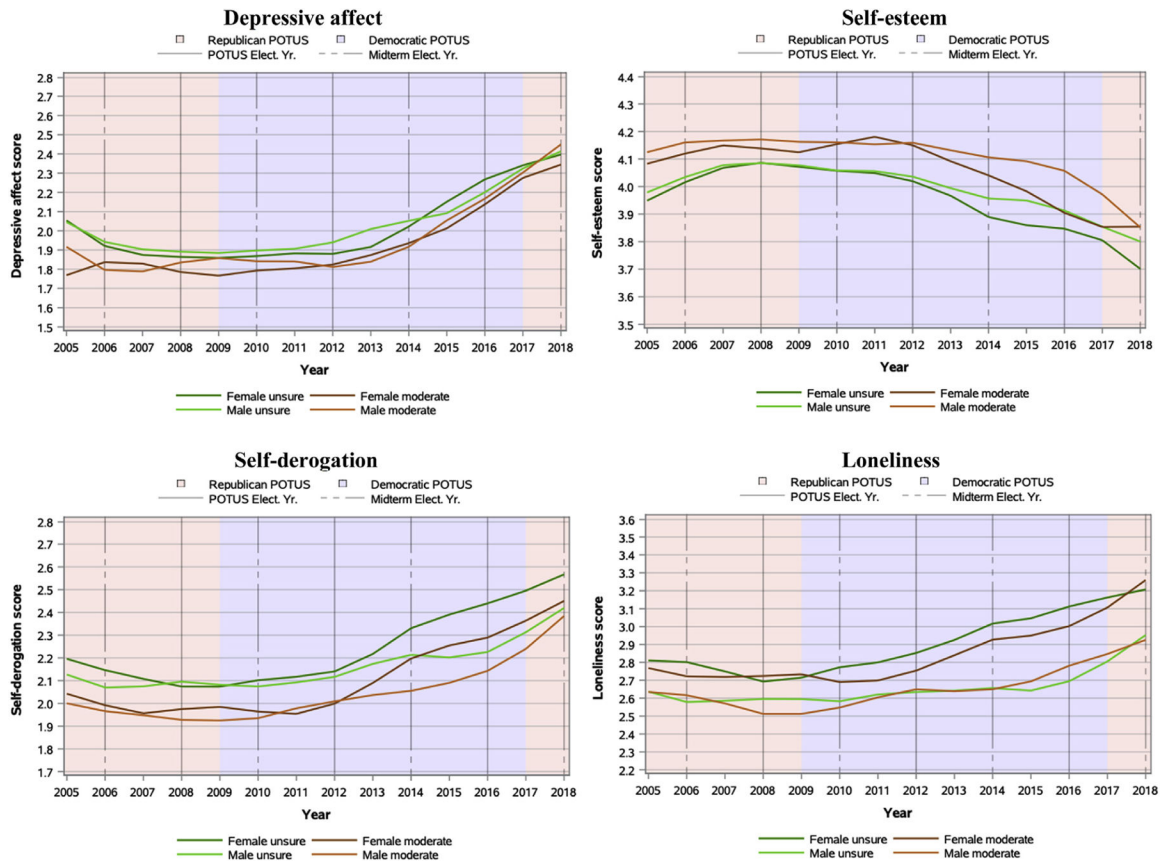 Depressive affect
Republican POTUS Democratic POTUS
POTUS Elect. Yr. Midterm Elect. Yr.
2.8
2.7
2.6
2.5
2.4
2.3
2.2
2.1
2.0
1.9
1.8
1.7
1.6
1.5
Depressive affect score
2005 2006 2007 2008 2009 2010 2011 2012 2013 2014 2015 2016 2017 2018
Year
Female unsure Female moderate
Male unsure Male moderate
Self-esteem
Republican POTUS Democratic POTUS
POTUS Elect. Yr. Midterm Elect. Yr.
4.4
4.3
4.2
4.1
4.0
3.9
3.8
3.7
3.6
3.5
Self-esteem score
2005 2006 2007 2008 2009 2010 2011 2012 2013 2014 2015 2016 2017 2018
Year
Female unsure Female moderate
Male unsure Male moderate
Self-derogation
Republican POTUS Democratic POTUS
POTUS Elect. Yr. Midterm Elect. Yr.
2.8
2.7
2.6
2.5
2.4
2.3
2.2
2.1
2.0
1.9
1.8
1.7
Self-derogation score
2005 2006 2007 2008 2009 2010 2011 2012 2013 2014 2015 2016 2017 2018
Year
Female unsure Female moderate
Male unsure Male moderate
Loneliness
Republican POTUS Democratic POTUS
POTUS Elect. Yr. Midterm Elect. Yr.
3.6
3.5
3.4
3.3
3.2
3.1
3.0
2.9
2.8
2.7
2.6
2.5
2.4
2.3
2.2
Loneliness score
2005 2006 2007 2008 2009 2010 2011 2012 2013 2014 2015 2016 2017 2018
Year
Female unsure Female moderate
Male unsure Male moderate